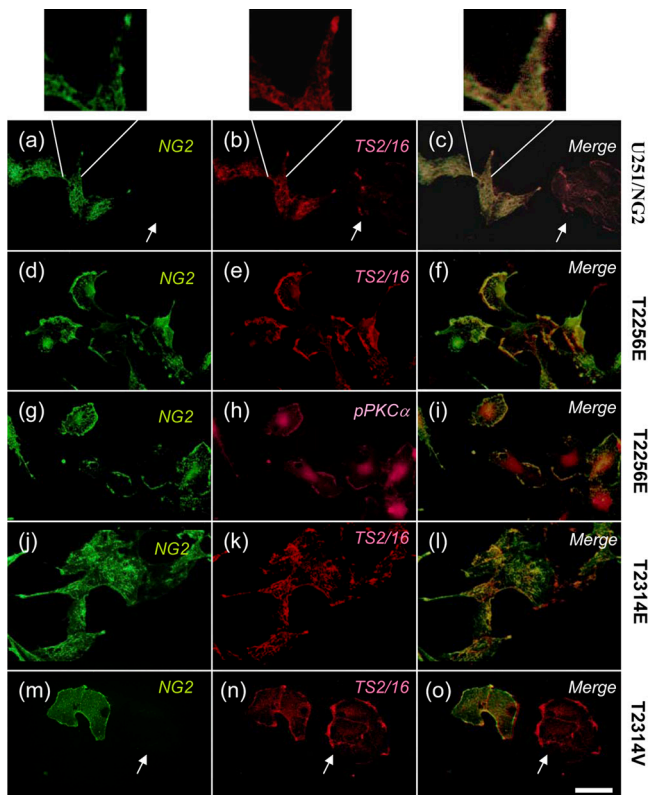 (a) NG2 (b) TS2/16 (c) Merge U251/NG2
(d) NG2 (e) TS2/16 (f) Merge T2256E
(g) NG2 (h) pPKCα (i) Merge T2256E
(j) NG2 (k) TS2/16 (l) Merge T2314E
(m) NG2 (n) TS2/16 (o) Merge T2314V